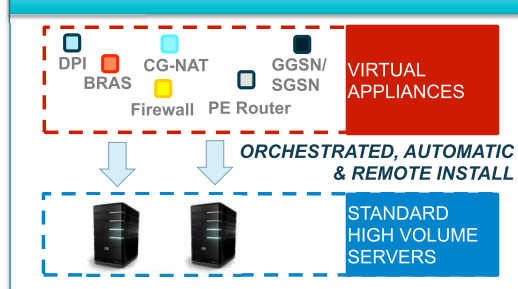 DPI
BRAS
CG-NAT
Firewall
PE Router
GGSN/
SGSN
VIRTUAL
APPLIANCES
ORCHESTRATED, AUTOMATIC
& REMOTE INSTALL
STANDARD
HIGH VOLUME
SERVERS